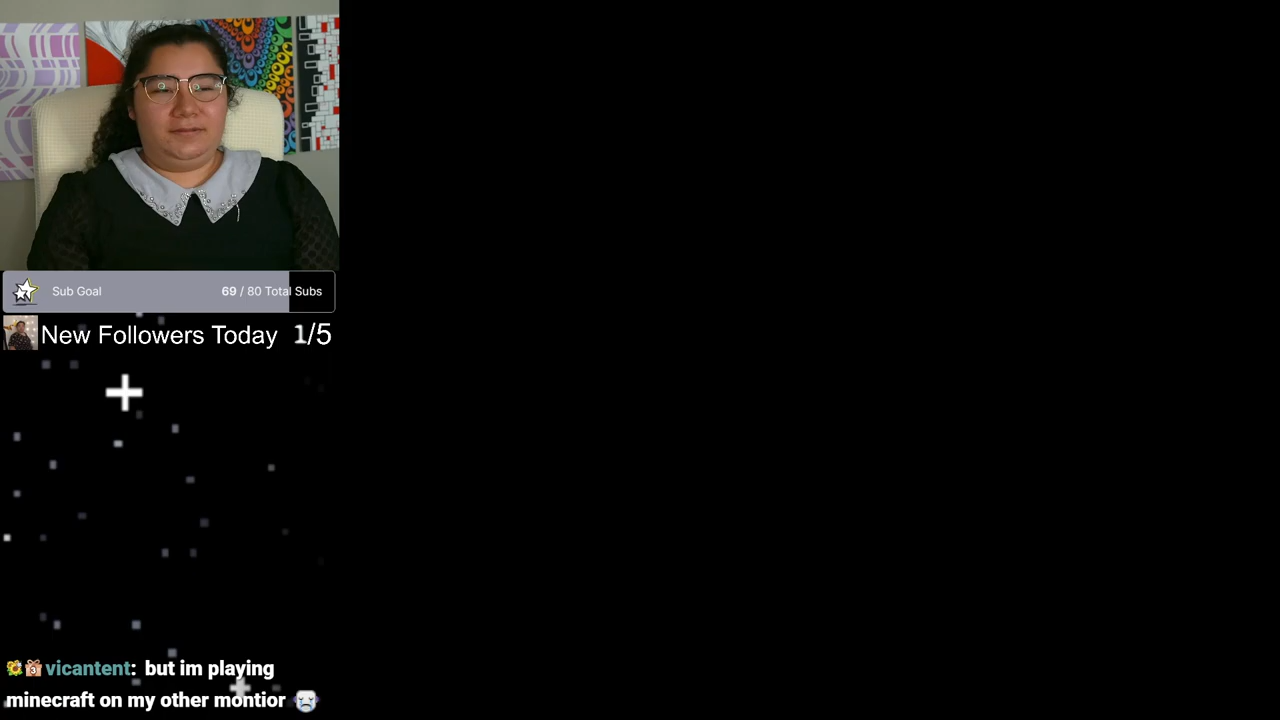 Sub Goal 69 / 80 Total Subs
New Followers Today 1/5
vicantent: but im playing
minecraft on my other montior